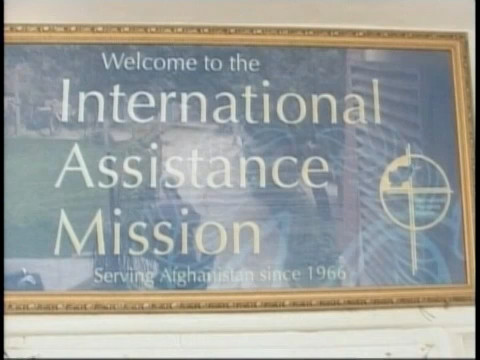 Welcome to the
International
Assistance
Mission
Serving Afghanistan since 1966